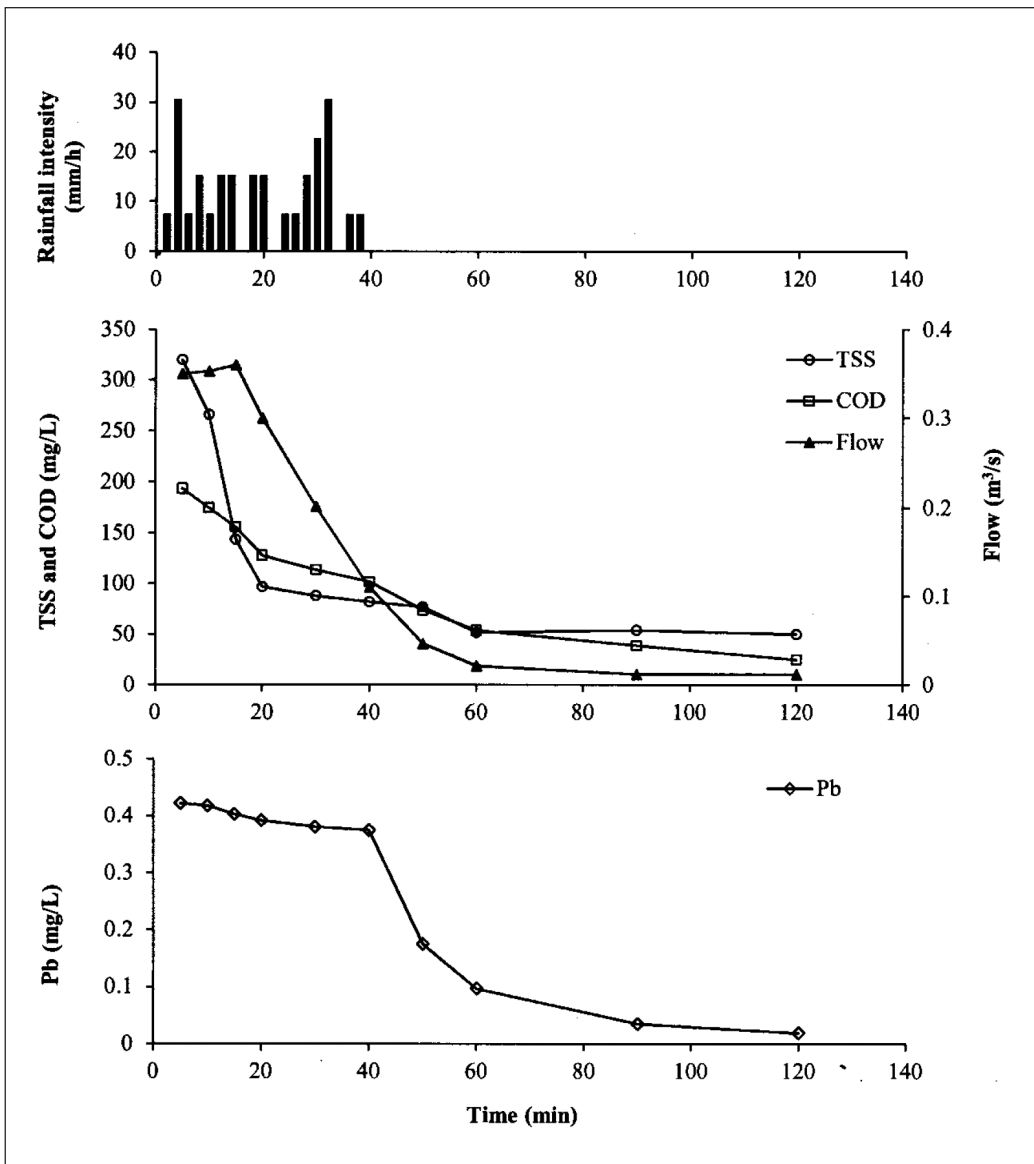 Rainfall intensity
(mm/h)
40
30
20
10
0
0 20 40 60 80 100 120 140
TSS and COD (mg/L)
350
300
250
200
150
100
50
0
0 20 40 60 80 100 120 140
TSS
COD
Flow
Flow (m³/s)
0.4
0.3
0.2
0.1
0
Pb (mg/L)
0.5
0.4
0.3
0.2
0.1
0
0 20 40 60 80 100 120 140
Pb
Time (min)